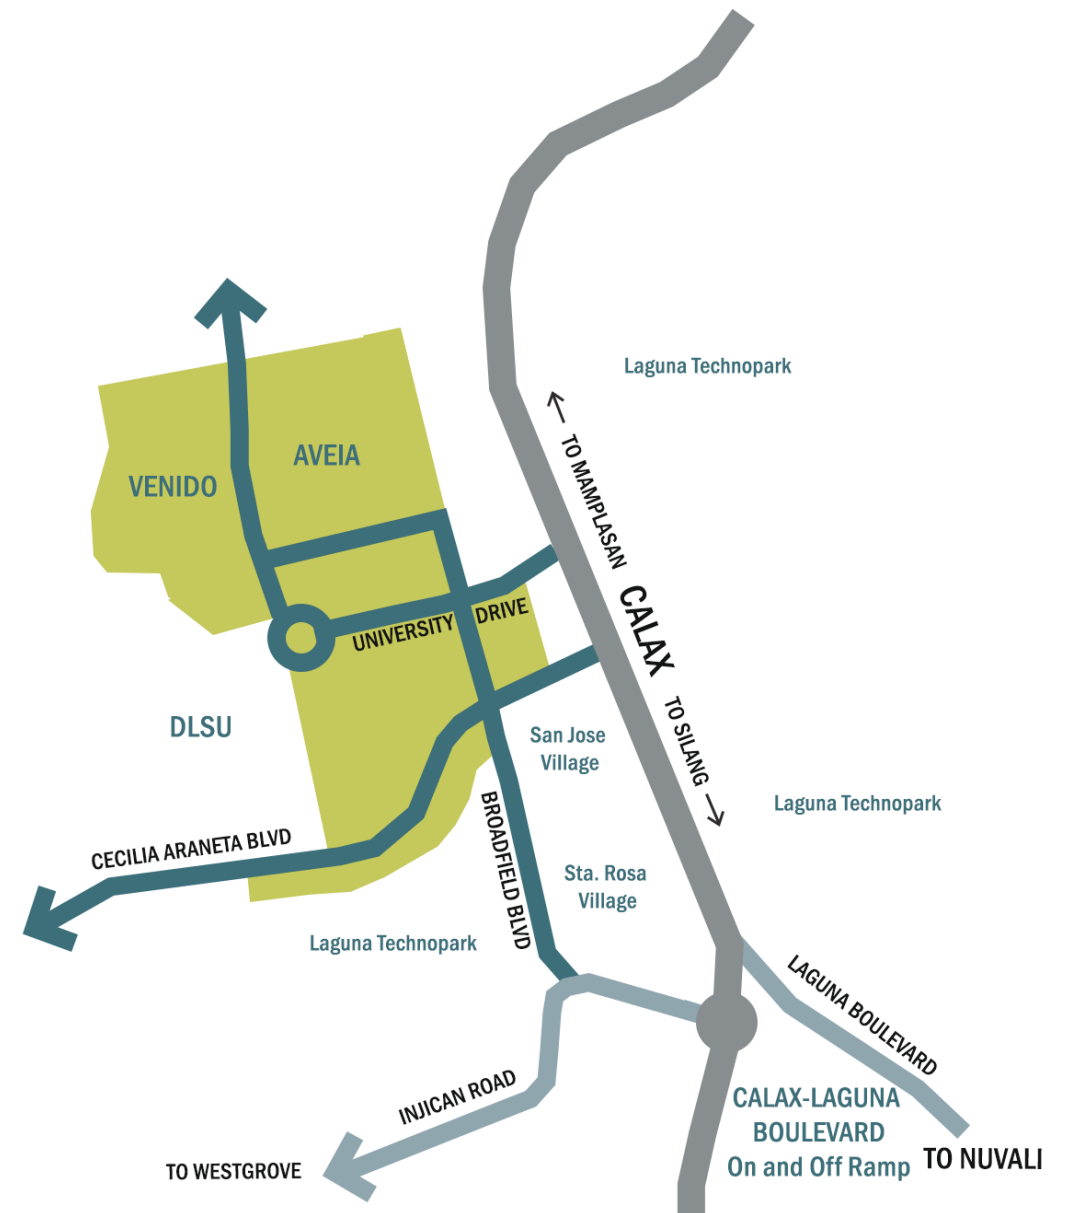 Laguna Technopark
TO MAMPLASAN
AVEIA
VENIDO
CALAX
UNIVERSITY DRIVE
TO SILANG
DLSU
San Jose
Village
Laguna Technopark
BROADFIELD BLVD
CECILIA ARANETA BLVD
Sta. Rosa
Village
Laguna Technopark
LAGUNA BOULEVARD
INJICAN ROAD
CALAX-LAGUNA
BOULEVARD
On and Off Ramp
TO NUVALI
TO WESTGROVE